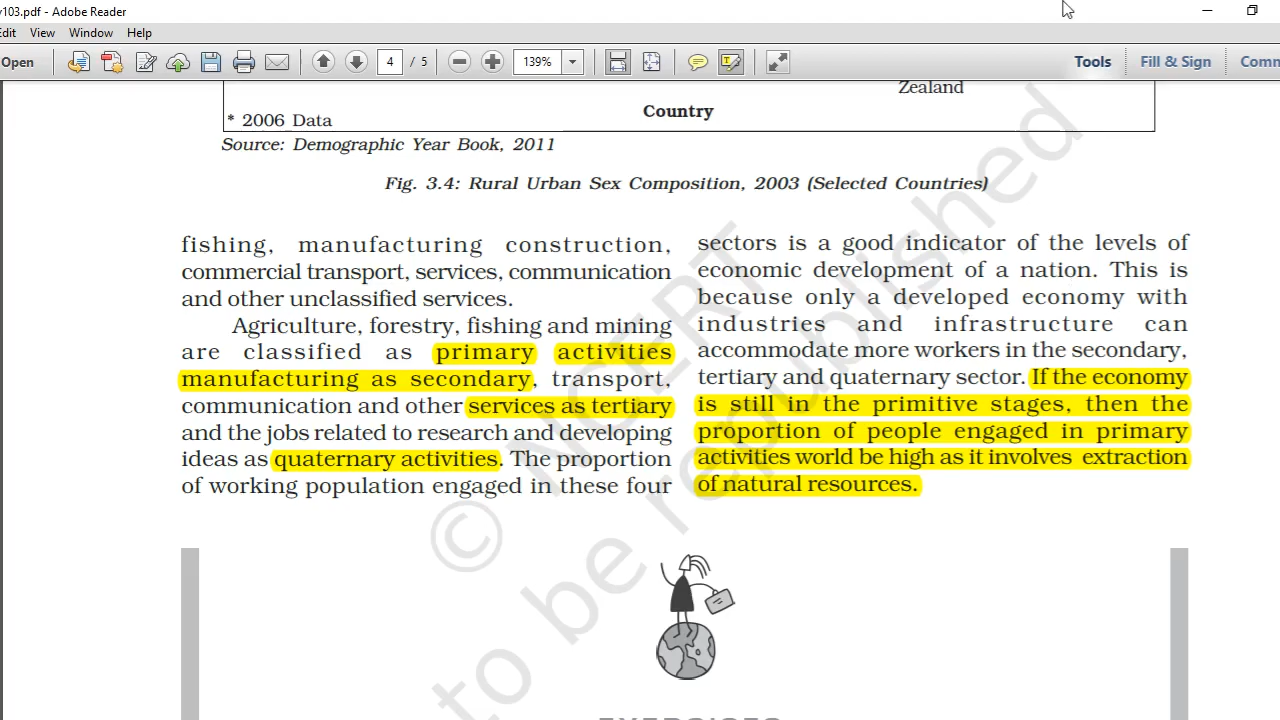 v103.pdf - Adobe Reader
Edit View Window Help
Open 4 / 5 139% Tools Fill & Sign Comm
Zealand
Country
* 2006 Data
Source: Demographic Year Book, 2011
Fig. 3.4: Rural Urban Sex Composition, 2003 (Selected Countries)
fishing, manufacturing construction,
commercial transport, services, communication
and other unclassified services.
Agriculture, forestry, fishing and mining
are classified as primary activities
manufacturing as secondary, transport,
communication and other services as tertiary
and the jobs related to research and developing
ideas as quaternary activities. The proportion
of working population engaged in these four
sectors is a good indicator of the levels of
economic development of a nation. This is
because only a developed economy with
industries and infrastructure can
accommodate more workers in the secondary,
tertiary and quaternary sector. If the economy
is still in the primitive stages, then the
proportion of people engaged in primary
activities world be high as it involves extraction
of natural resources.
© NCERT
to be republished
EXERCISES